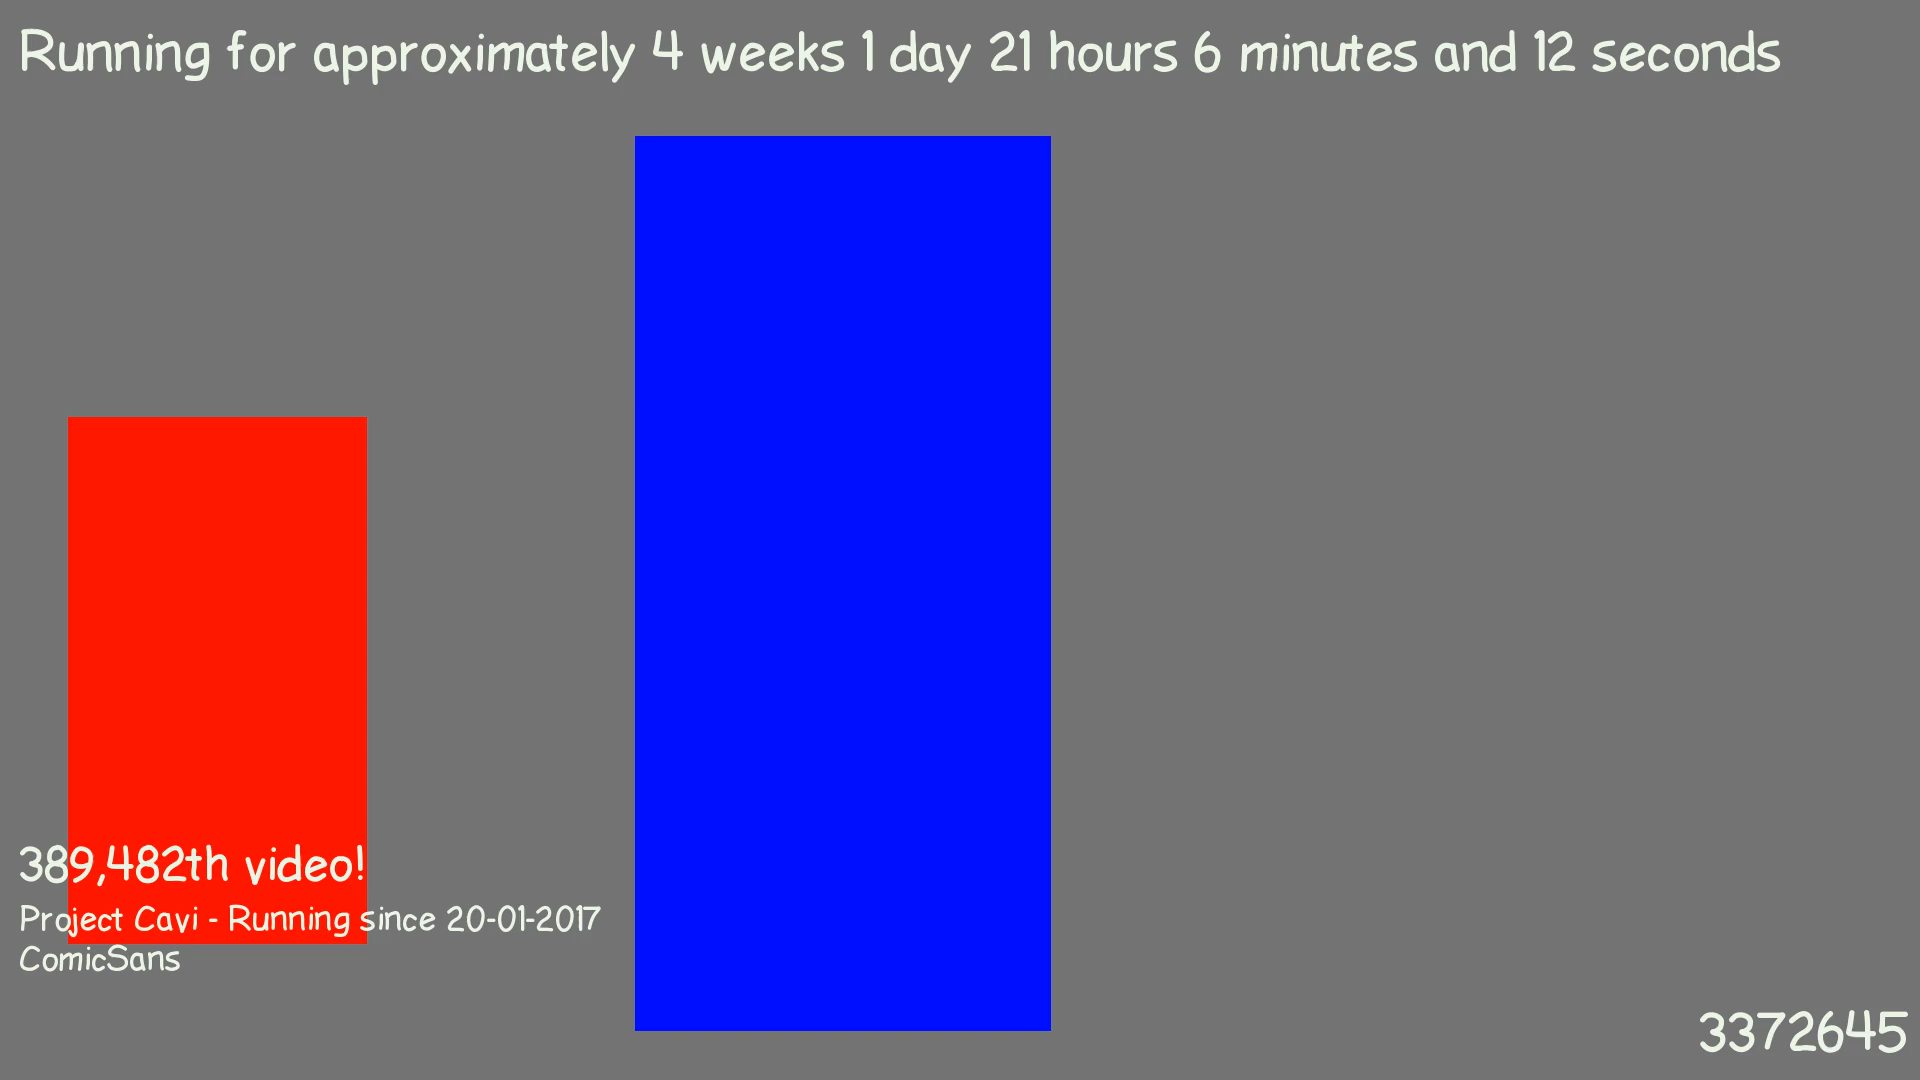 Running for approximately 4 weeks 1 day 21 hours 6 minutes and 12 seconds
389,482th video!
Project Cavi - Running since 20-01-2017
ComicSans
3372645